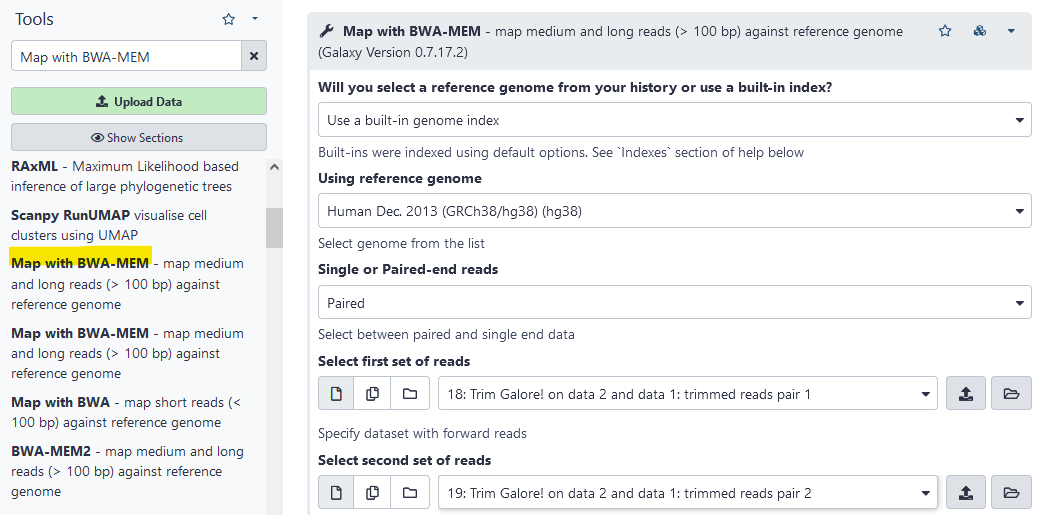 Tools
Map with BWA-MEM
Upload Data
Show Sections
RAxML - Maximum Likelihood based
inference of large phylogenetic trees
Scanpy RunUMAP visualise cell
clusters using UMAP
Map with BWA-MEM - map medium
and long reads (> 100 bp) against
reference genome
Map with BWA-MEM - map medium
and long reads (> 100 bp) against
reference genome
Map with BWA - map short reads (<
100 bp) against reference genome
BWA-MEM2 - map medium and long
reads (> 100 bp) against reference
genome
Map with BWA-MEM - map medium and long reads (> 100 bp) against reference genome
(Galaxy Version 0.7.17.2)
Will you select a reference genome from your history or use a built-in index?
Use a built-in genome index
Built-ins were indexed using default options. See `Indexes` section of help below
Using reference genome
Human Dec. 2013 (GRCh38/hg38) (hg38)
Select genome from the list
Single or Paired-end reads
Paired
Select between paired and single end data
Select first set of reads
18: Trim Galore! on data 2 and data 1: trimmed reads pair 1
Specify dataset with forward reads
Select second set of reads
19: Trim Galore! on data 2 and data 1: trimmed reads pair 2